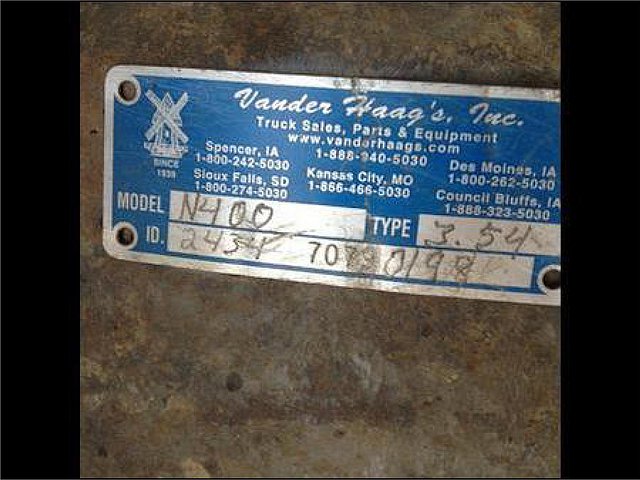 Vander Haag's, Inc.
Truck Sales, Parts & Equipment
www.vanderhaags.com
1-888-940-5030
SINCE
1939
Spencer, IA
1-800-242-5030
Des Moines, IA
1-800-262-5030
Sioux Falls, SD
1-800-274-5030
Kansas City, MO
1-866-466-5030
Council Bluffs, IA
1-888-323-5030
MODEL N400 TYPE 3.54
ID. 2434